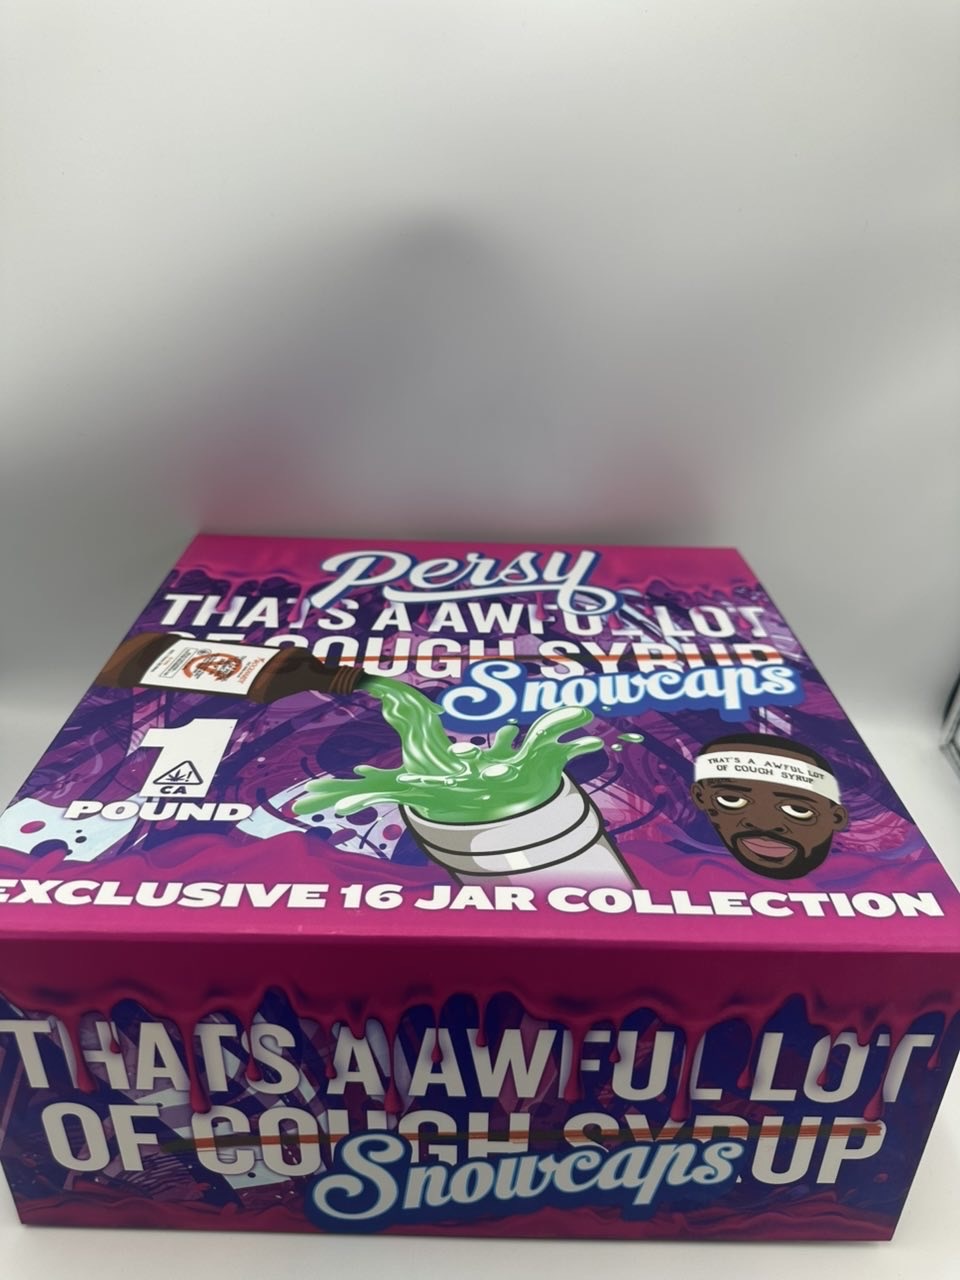 Persy
THAT'S A AWFUL LOT
OF COUGH SYRUP
Snowcaps
1
CA
POUND
THAT'S A AWFUL LOT
OF COUGH SYRUP
EXCLUSIVE 16 JAR COLLECTION
THATS A AWFUL LOT
OF COUGH SYRUP
Snowcaps